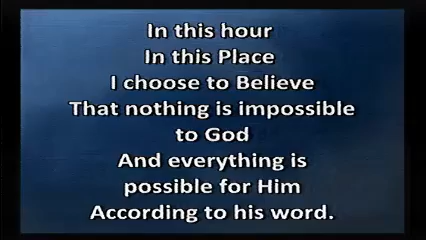 In this hour
In this Place
I choose to Believe
That nothing is impossible
to God
And everything is
possible for Him
According to his word.